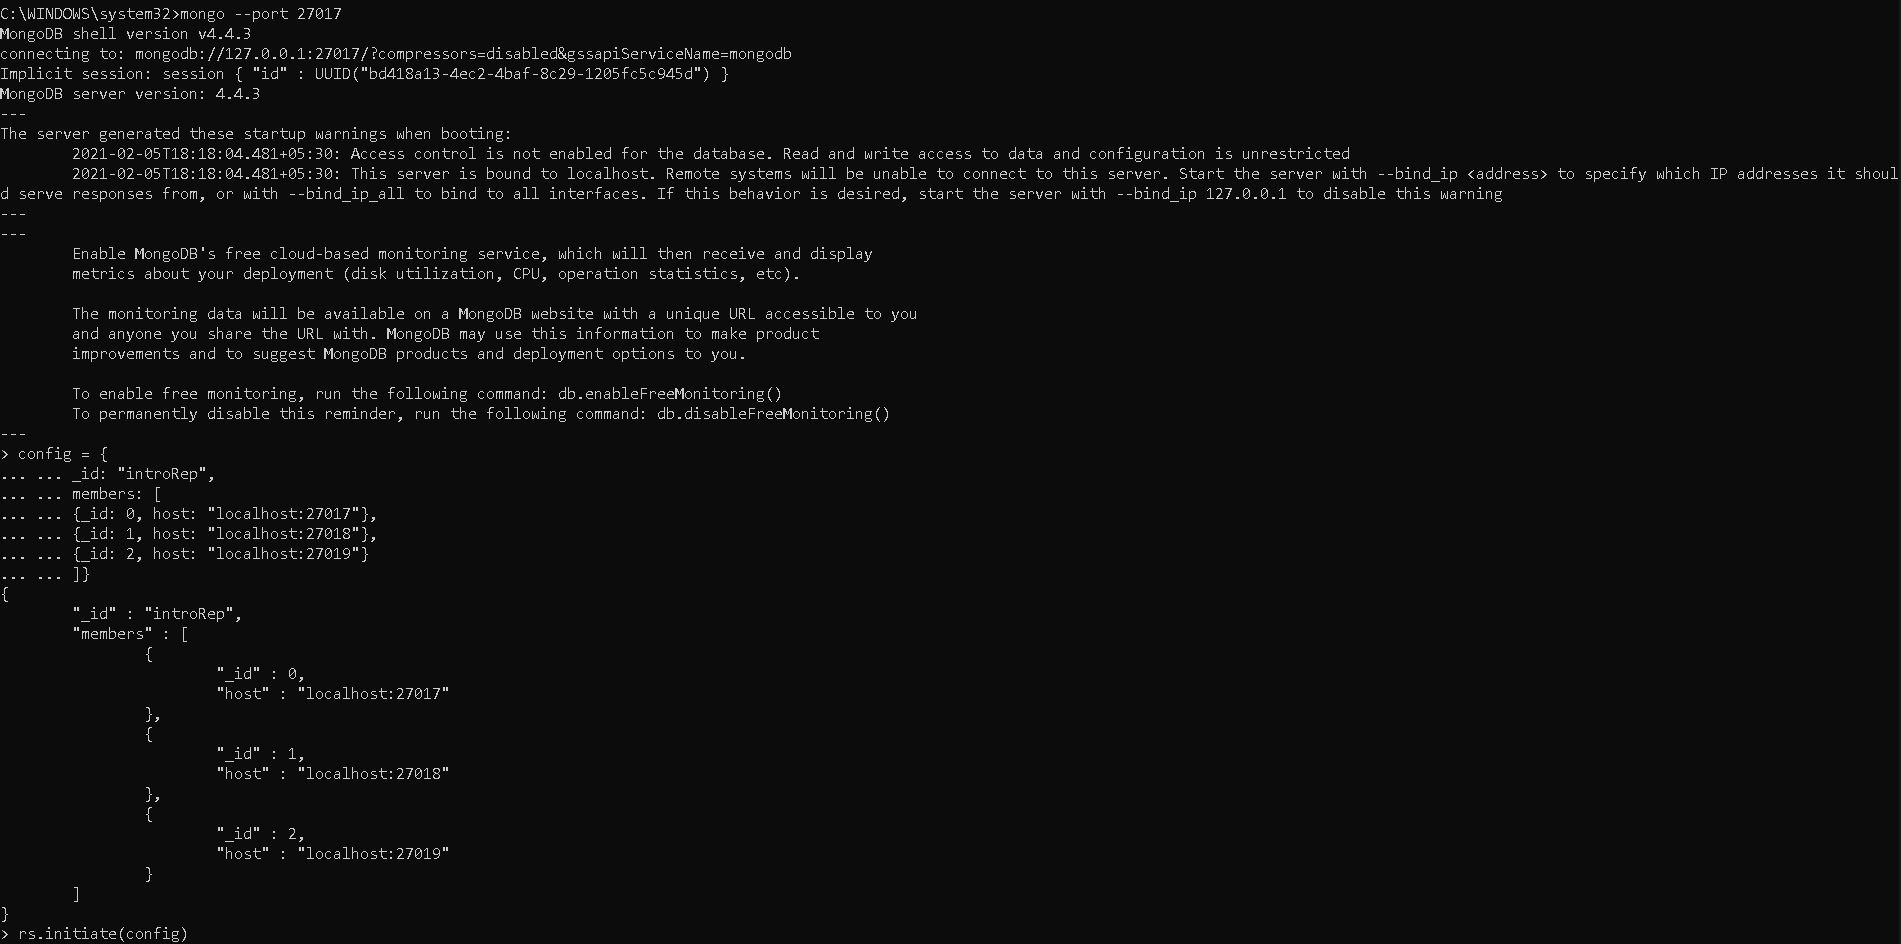 C:\WINDOWS\system32>mongo --port 27017
MongoDB shell version v4.4.3
connecting to: mongodb://127.0.0.1:27017/?compressors=disabled&gssapiServiceName=mongodb
Implicit session: session { "id" : UUID("bd418a13-4ec2-4baf-8c29-1205fc5c945d") }
MongoDB server version: 4.4.3
---
The server generated these startup warnings when booting:
        2021-02-05T18:18:04.481+05:30: Access control is not enabled for the database. Read and write access to data and configuration is unrestricted
        2021-02-05T18:18:04.481+05:30: This server is bound to localhost. Remote systems will be unable to connect to this server. Start the server with --bind_ip <address> to specify which IP addresses it shoul
d serve responses from, or with --bind_ip_all to bind to all interfaces. If this behavior is desired, start the server with --bind_ip 127.0.0.1 to disable this warning
---
---
        Enable MongoDB's free cloud-based monitoring service, which will then receive and display
        metrics about your deployment (disk utilization, CPU, operation statistics, etc).

        The monitoring data will be available on a MongoDB website with a unique URL accessible to you
        and anyone you share the URL with. MongoDB may use this information to make product
        improvements and to suggest MongoDB products and deployment options to you.

        To enable free monitoring, run the following command: db.enableFreeMonitoring()
        To permanently disable this reminder, run the following command: db.disableFreeMonitoring()
---
> config = {
... ... _id: "introRep",
... ... members: [
... ... {_id: 0, host: "localhost:27017"},
... ... {_id: 1, host: "localhost:27018"},
... ... {_id: 2, host: "localhost:27019"}
... ... ]}
{
        "_id" : "introRep",
        "members" : [
                {
                        "_id" : 0,
                        "host" : "localhost:27017"
                },
                {
                        "_id" : 1,
                        "host" : "localhost:27018"
                },
                {
                        "_id" : 2,
                        "host" : "localhost:27019"
                }
        ]
}
> rs.initiate(config)